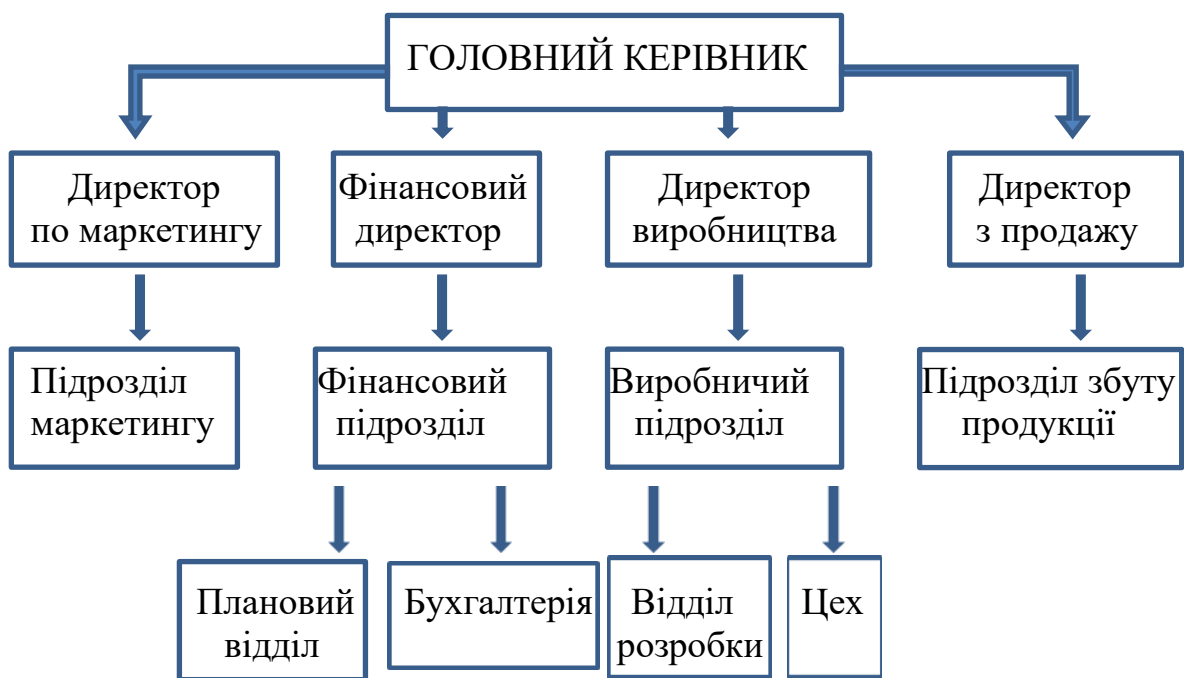 ГОЛОВНИЙ КЕРІВНИК
Директор
по маркетингу
Фінансовий
директор
Директор
виробництва
Директор
з продажу
Підрозділ
маркетингу
Фінансовий
підрозділ
Виробничий
підрозділ
Підрозділ збуту
продукції
Плановий
відділ
Бухгалтерія
Відділ
розробки
Цех